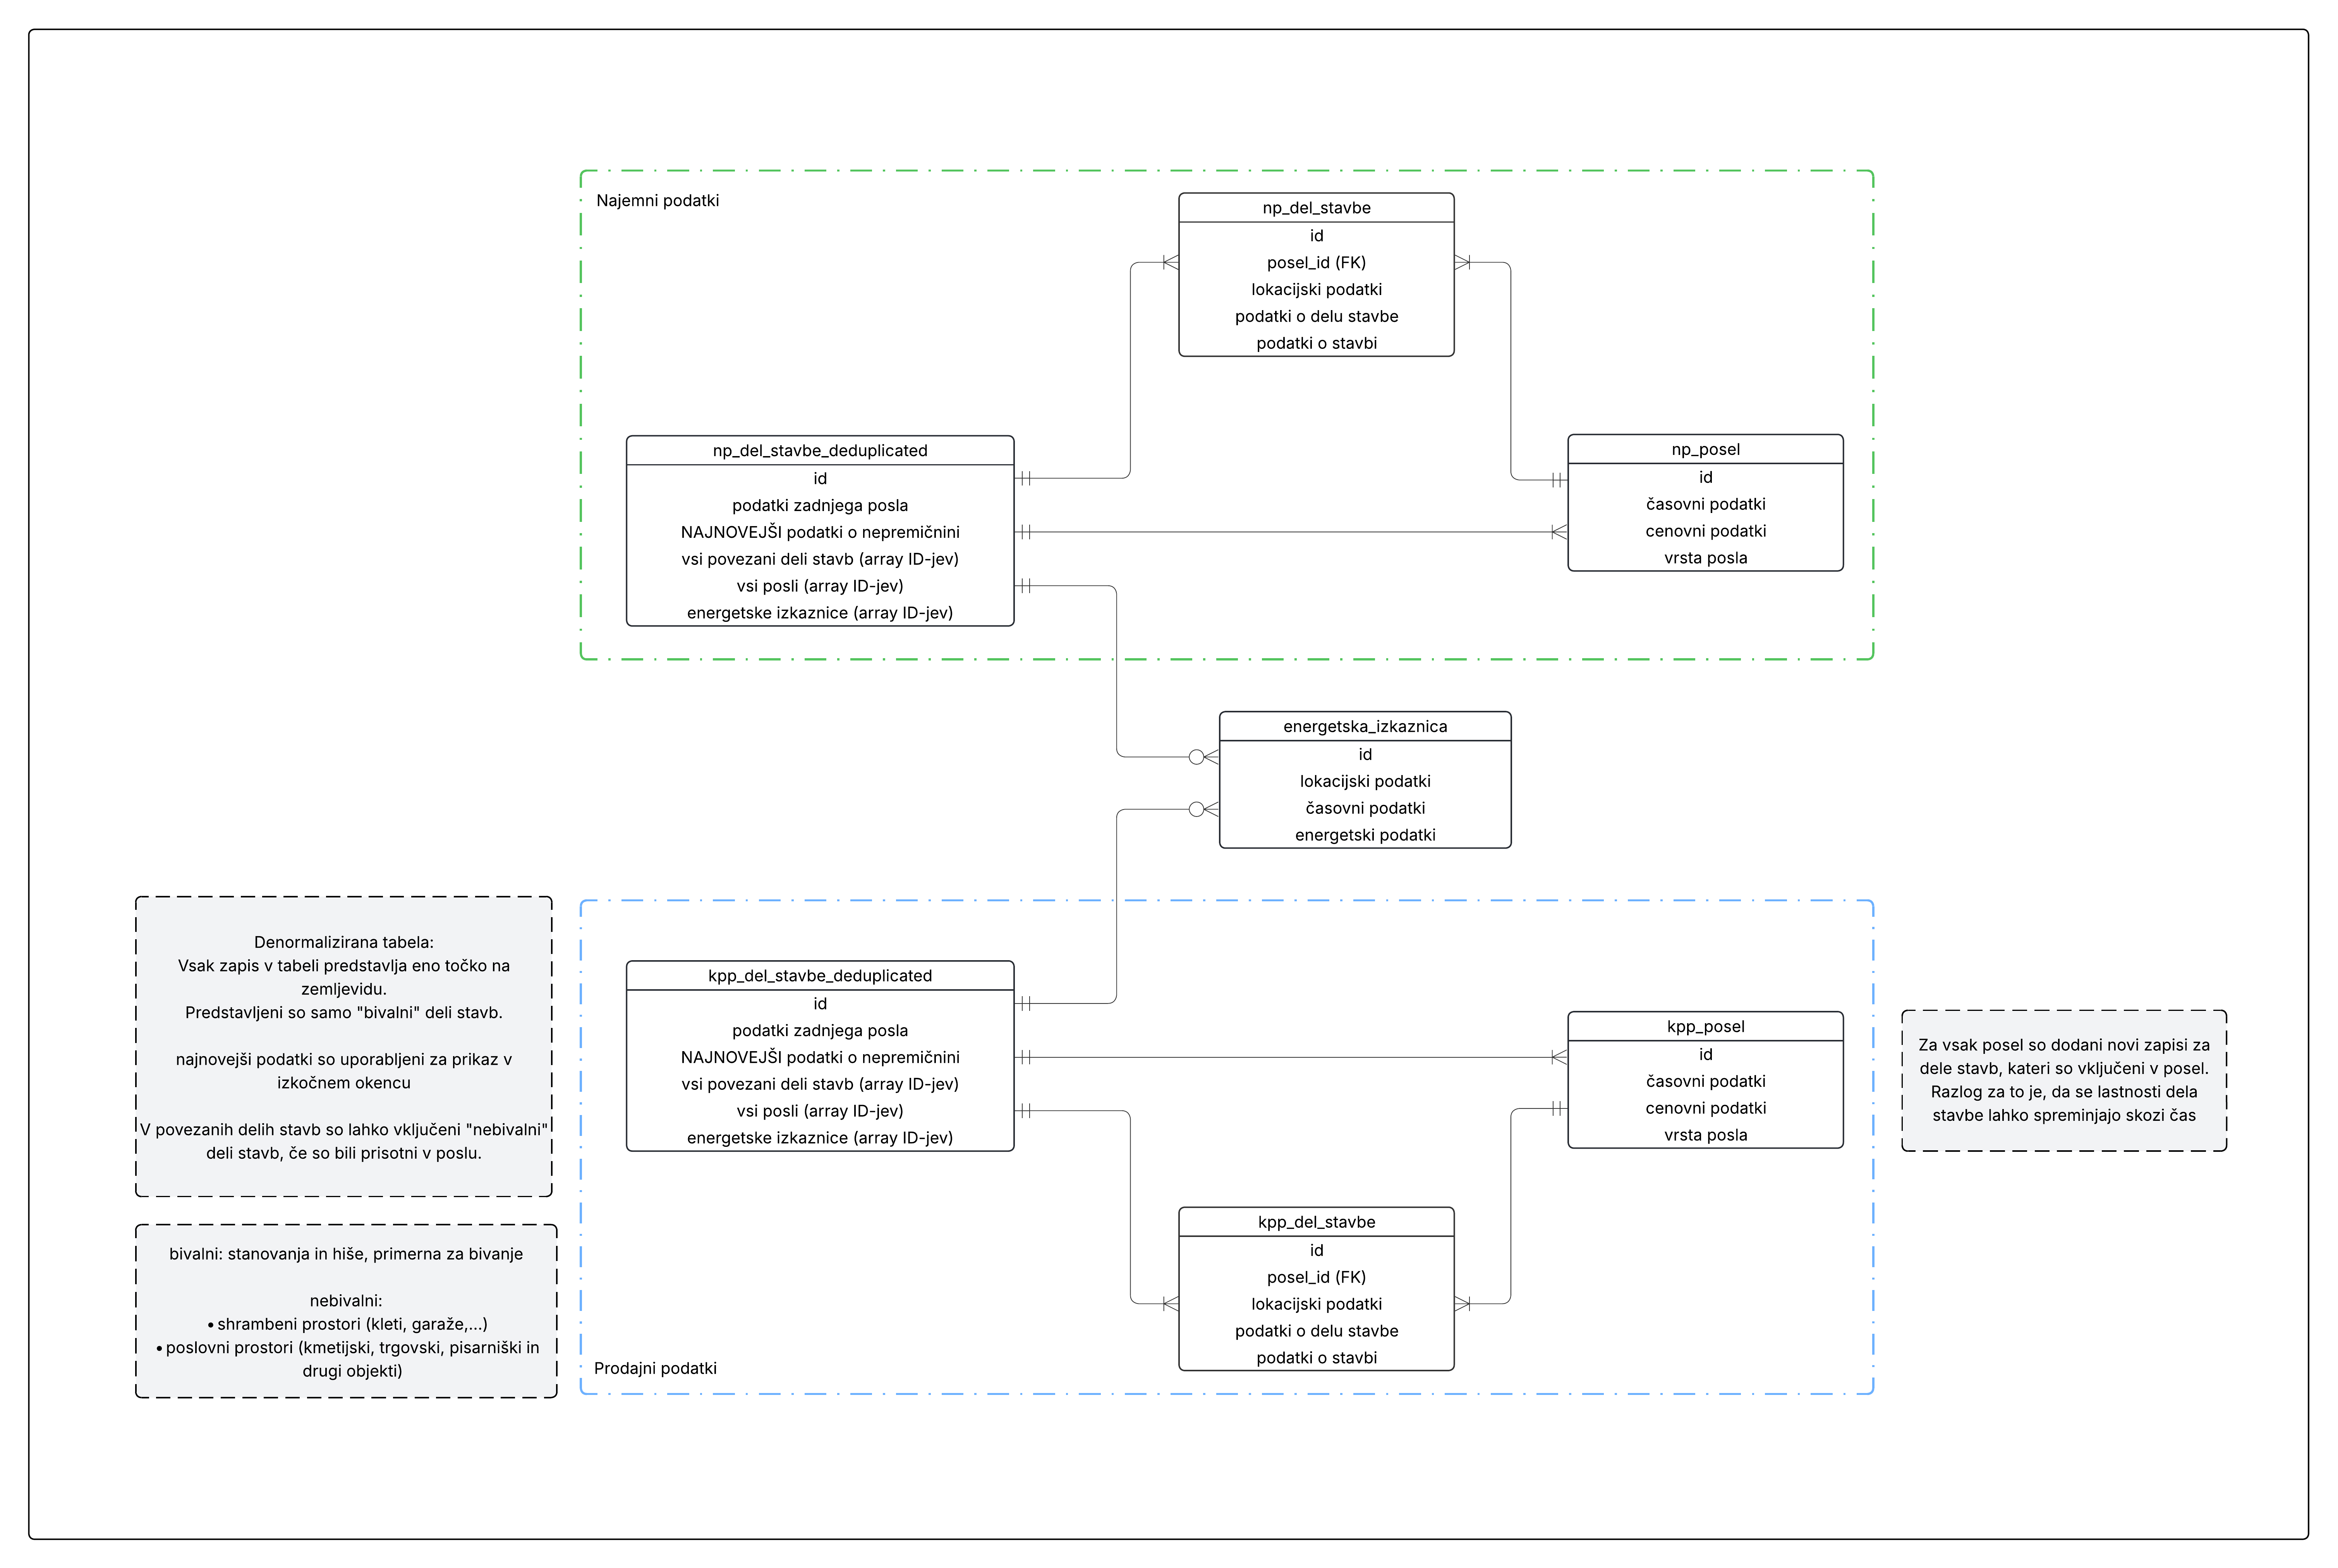 Najemni podatki
np_del_stavbe
id
posel_id (FK)
lokacijski podatki
podatki o delu stavbe
podatki o stavbi
np_del_stavbe_deduplicated
id
podatki zadnjega posla
NAJNOVEJŠI podatki o nepremičnini
vsi povezani deli stavb (array ID-jev)
vsi posli (array ID-jev)
energetske izkaznice (array ID-jev)
np_posel
id
časovni podatki
cenovni podatki
vrsta posla
energetska_izkaznica
id
lokacijski podatki
časovni podatki
energetski podatki
Denormalizirana tabela:
Vsak zapis v tabeli predstavlja eno točko na
zemljevidu.
Predstavljeni so samo "bivalni" deli stavb.
najnovejši podatki so uporabljeni za prikaz v
izkočnem okencu
V povezanih delih stavb so lahko vključeni "nebivalni"
deli stavb, če so bili prisotni v poslu.
bivalni: stanovanja in hiše, primerna za bivanje
nebivalni:
• shrambeni prostori (kleti, garaže,...)
• poslovni prostori (kmetijski, trgovski, pisarniški in
drugi objekti)
kpp_del_stavbe_deduplicated
id
podatki zadnjega posla
NAJNOVEJŠI podatki o nepremičnini
vsi povezani deli stavb (array ID-jev)
vsi posli (array ID-jev)
energetske izkaznice (array ID-jev)
kpp_posel
id
časovni podatki
cenovni podatki
vrsta posla
Za vsak posel so dodani novi zapisi za
dele stavb, kateri so vključeni v posel.
Razlog za to je, da se lastnosti dela
stavbe lahko spreminjajo skozi čas
kpp_del_stavbe
id
posel_id (FK)
lokacijski podatki
podatki o delu stavbe
podatki o stavbi
Prodajni podatki